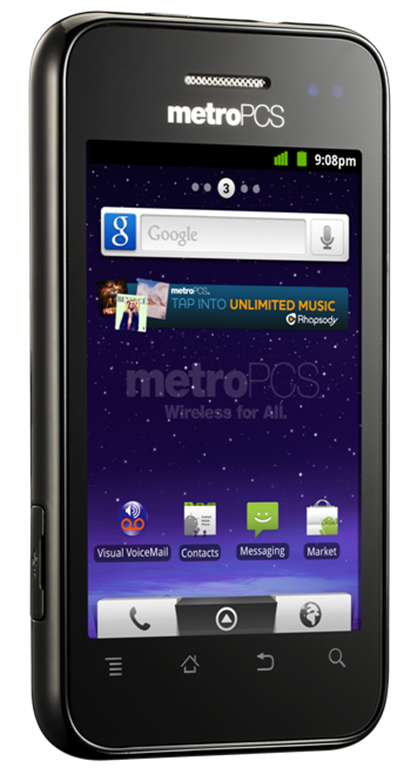 metroPCS
9:08pm
3
g
Google
metroPCS.
TAP INTO UNLIMITED MUSIC
Rhapsody
metroPCS.
Wireless for All.
Visual VoiceMail
Contacts
Messaging
Market